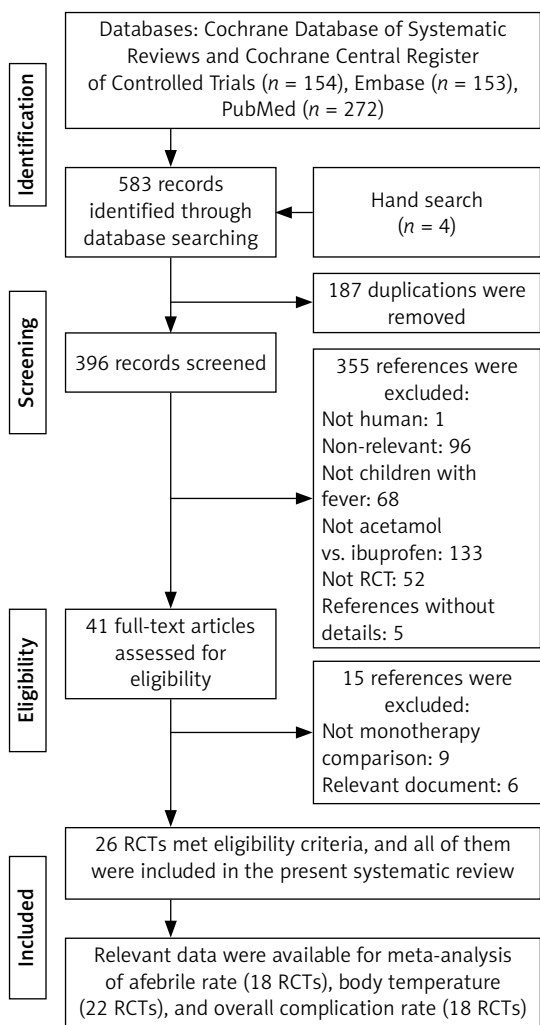 Databases: Cochrane Database of Systematic
Reviews and Cochrane Central Register
of Controlled Trials (n = 154), Embase (n = 153),
PubMed (n = 272)
Identification
583 records
identified through
database searching
Hand search
(n = 4)
187 duplications were
removed
Screening
396 records screened
355 references were
excluded:
Not human: 1
Non-relevant: 96
Not children with
fever: 68
Not acetamol
vs. ibuprofen: 133
Not RCT: 52
References without
details: 5
Eligibility
41 full-text articles
assessed for
eligibility
15 references were
excluded:
Not monotherapy
comparison: 9
Relevant document: 6
Included
26 RCTs met eligibility criteria, and all of them
were included in the present systematic review
Relevant data were available for meta-analysis
of afebrile rate (18 RCTs), body temperature
(22 RCTs), and overall complication rate (18 RCTs)